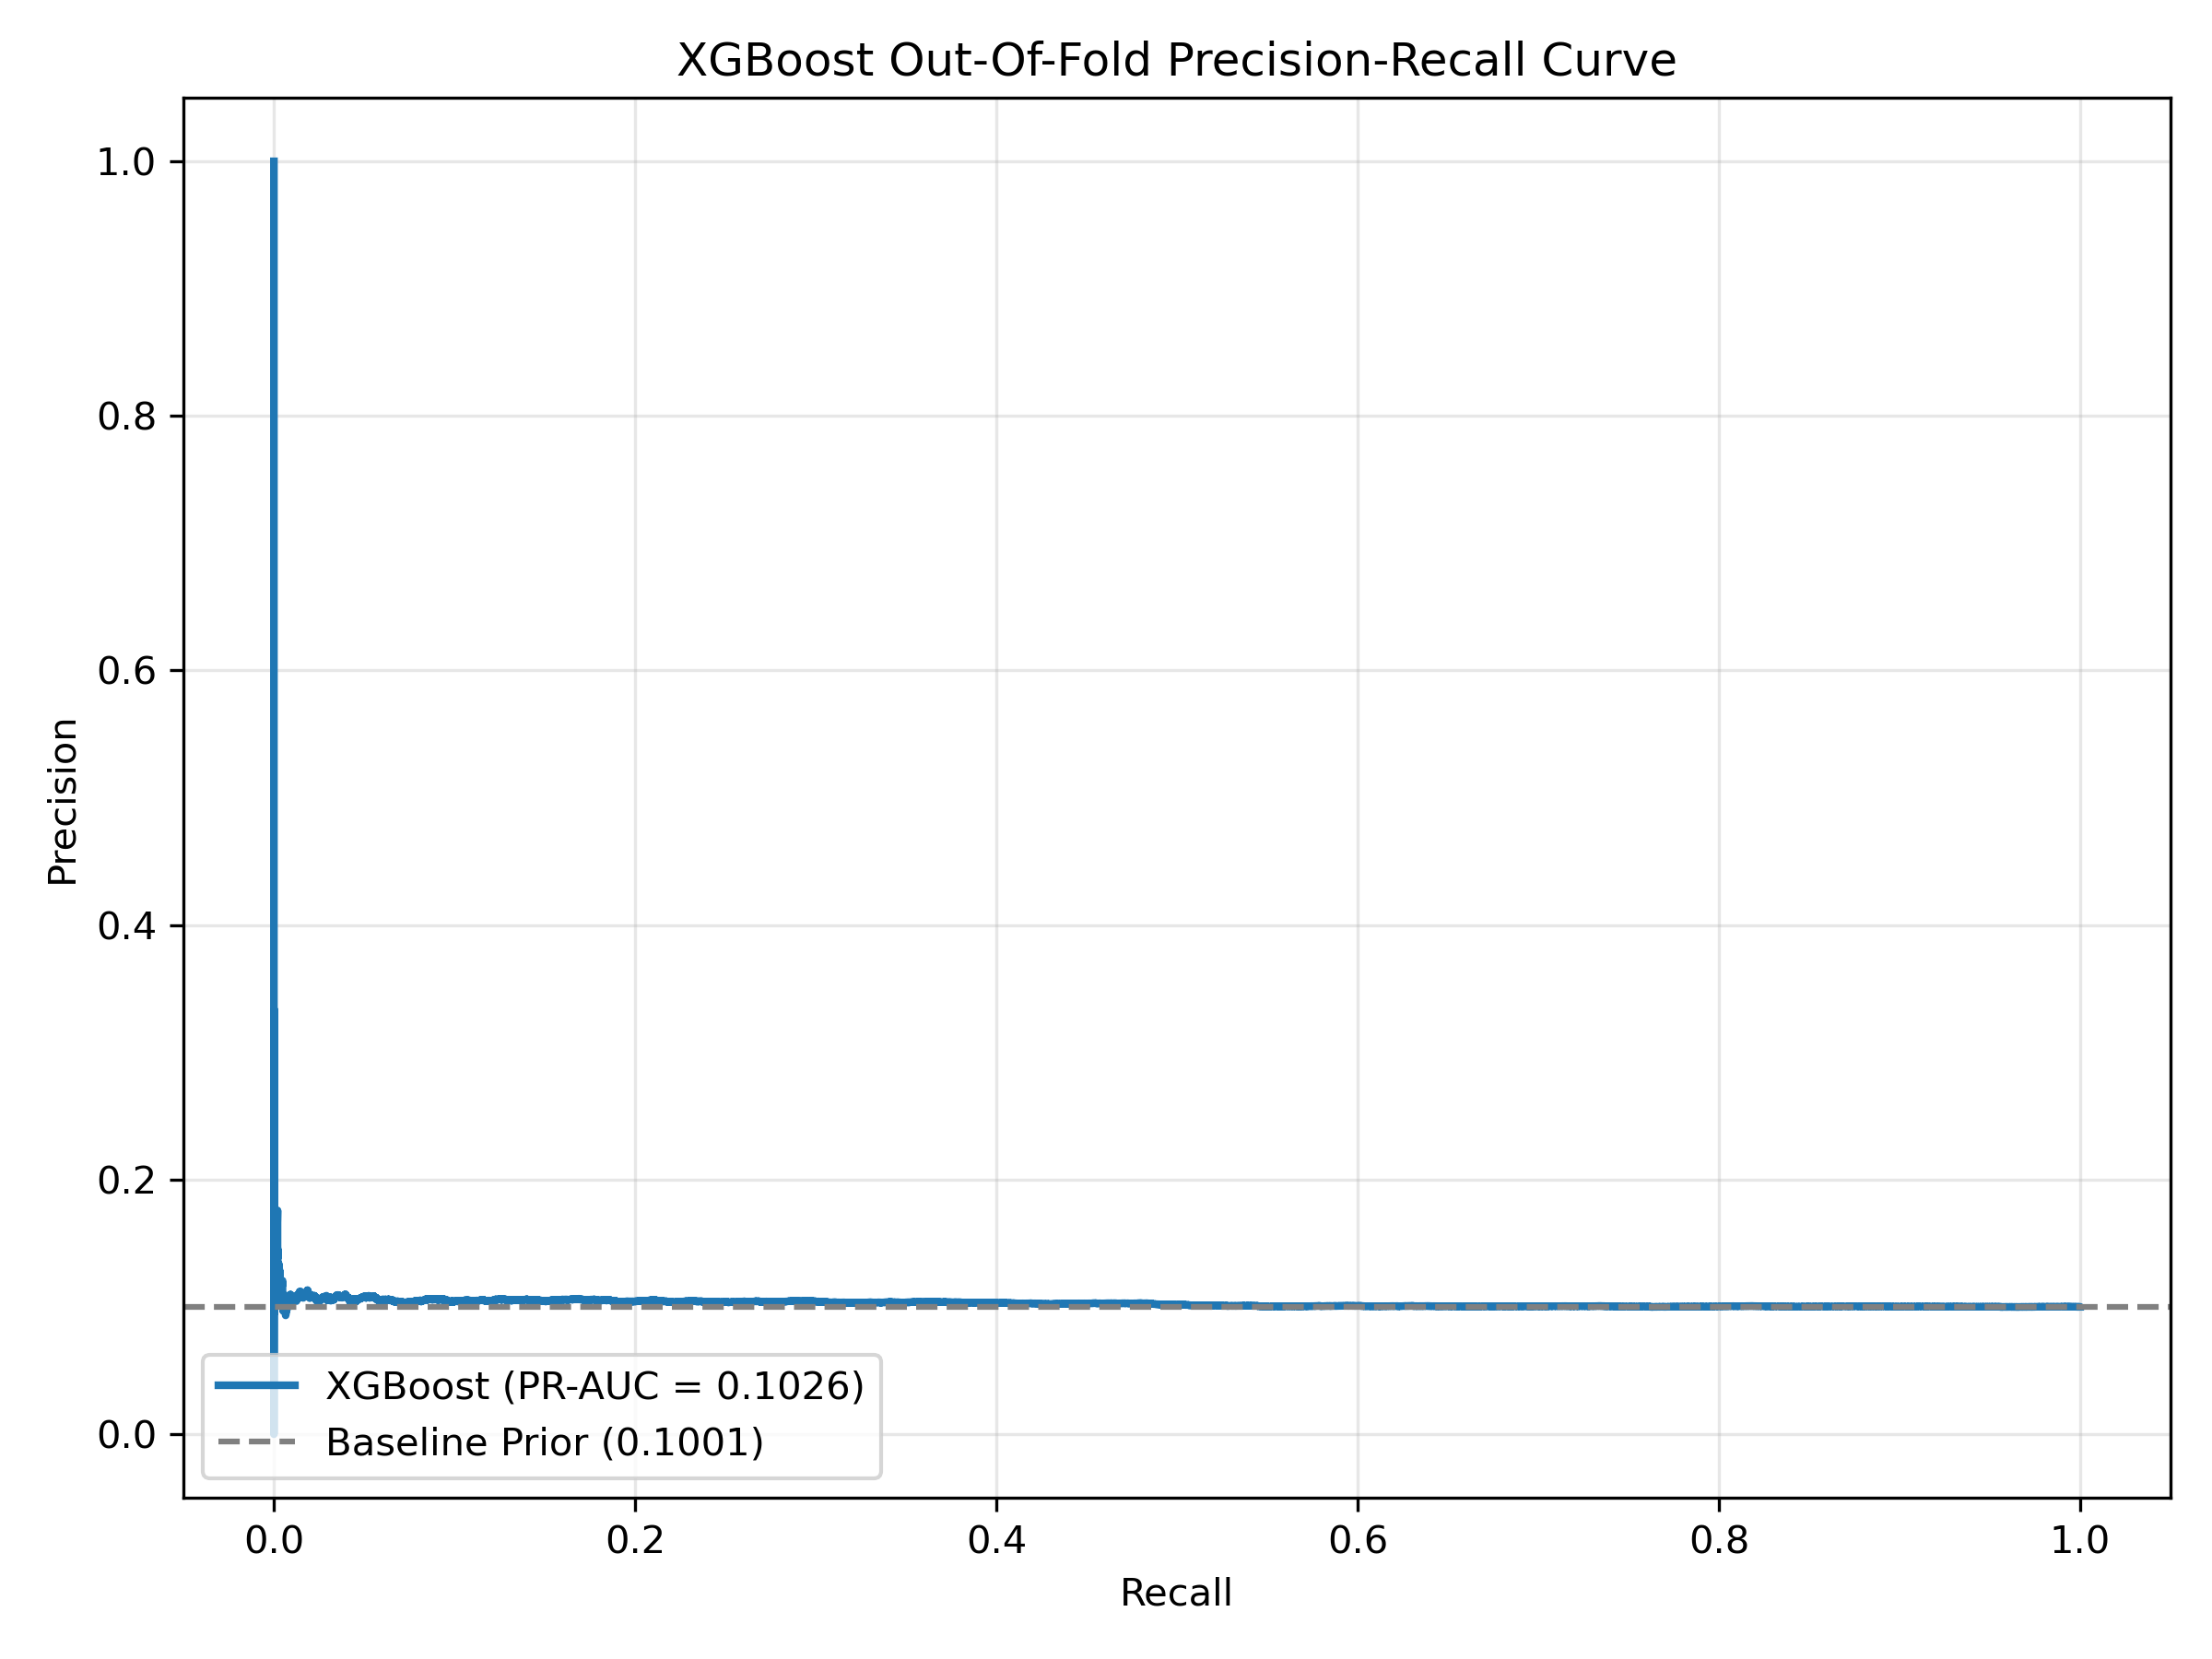 XGBoost Out-Of-Fold Precision-Recall Curve
1.0
0.8
0.6
0.4
0.2
0.0
Precision
XGBoost (PR-AUC = 0.1026)
Baseline Prior (0.1001)
0.0 0.2 0.4 0.6 0.8 1.0
Recall